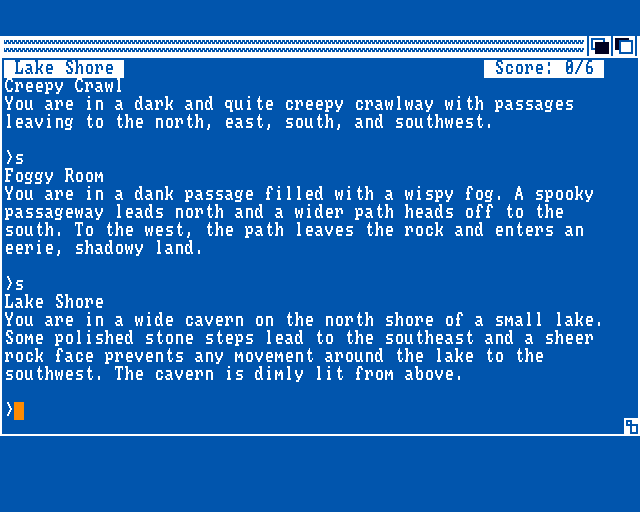 Lake Shore Score: 0/6
Creepy Crawl
You are in a dark and quite creepy crawlway with passages
leaving to the north, east, south, and southwest.
>s
Foggy Room
You are in a dank passage filled with a wispy fog. A spooky
passageway leads north and a wider path heads off to the
south. To the west, the path leaves the rock and enters an
eerie, shadowy land.
>s
Lake Shore
You are in a wide cavern on the north shore of a small lake.
Some polished stone steps lead to the southeast and a sheer
rock face prevents any movement around the lake to the
southwest. The cavern is dimly lit from above.
>